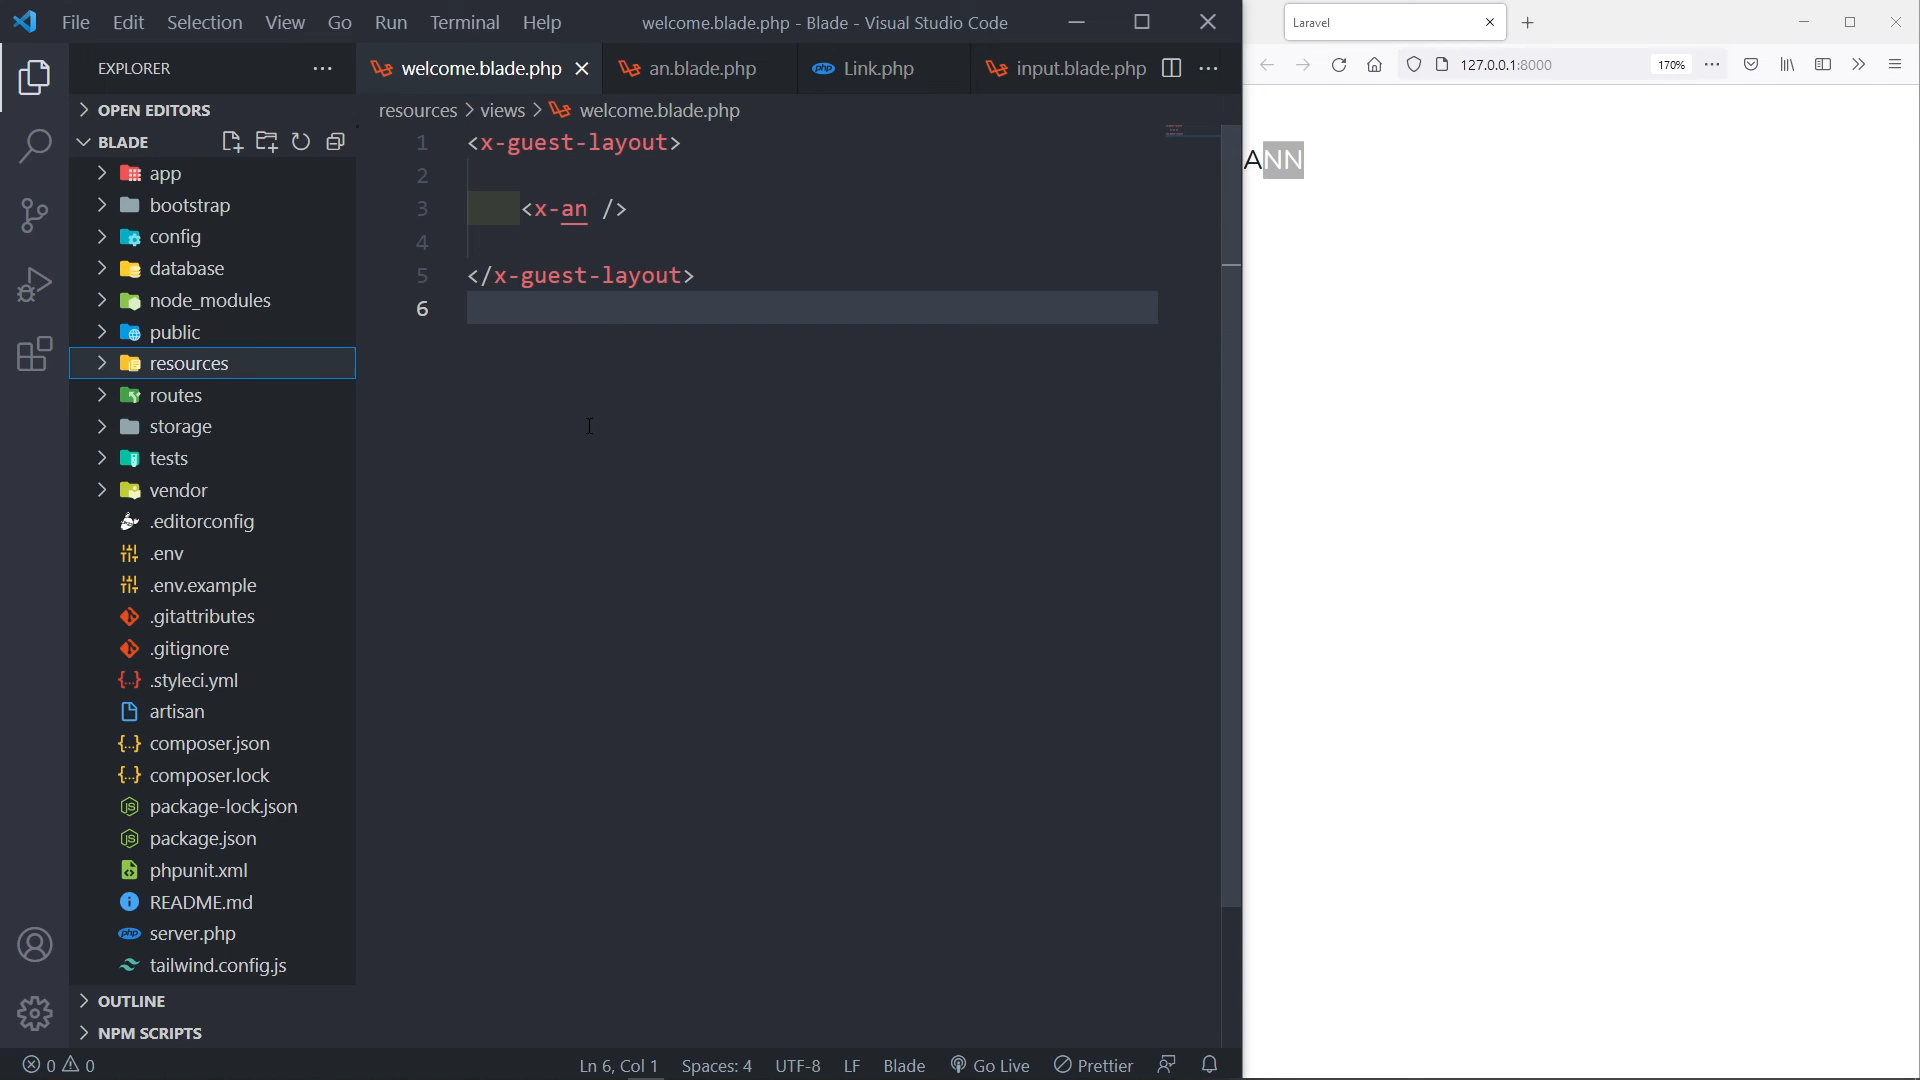 File Edit Selection View Go Run Terminal Help
welcome.blade.php - Blade - Visual Studio Code
EXPLORER
OPEN EDITORS
BLADE
app
bootstrap
config
database
node_modules
public
resources
routes
storage
tests
vendor
.editorconfig
.env
.env.example
.gitattributes
.gitignore
.styleci.yml
artisan
composer.json
composer.lock
package-lock.json
package.json
phpunit.xml
README.md
server.php
tailwind.config.js
OUTLINE
NPM SCRIPTS
welcome.blade.php an.blade.php Link.php input.blade.php
resources > views > welcome.blade.php
1 <x-guest-layout>
2
3 <x-an />
4
5 </x-guest-layout>
6
0 0 Ln 6, Col 1 Spaces: 4 UTF-8 LF Blade Go Live Prettier
Laravel
127.0.0.1:8000 170%
ANN